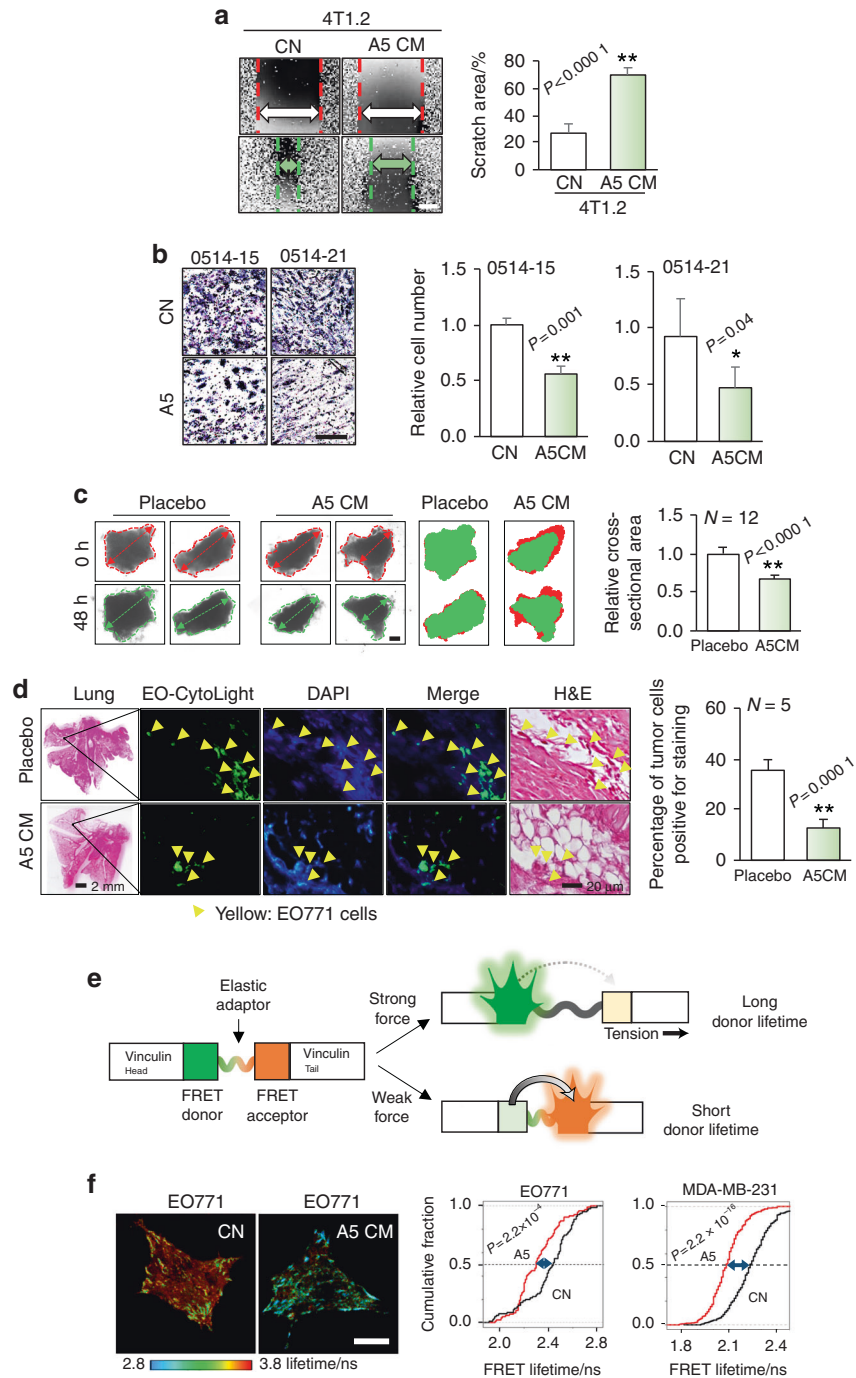 a
4T1.2
CN
A5 CM
Scratch area/%
80
60
40
20
0
P<0.000 1
**
CN
A5 CM
4T1.2
b
0514-15
0514-21
CN
A5
Relative cell number
1.5
1.0
0.5
0.0
0514-15
P=0.001
**
CN
A5CM
1.5
1.0
0.5
0.0
0514-21
P=0.04
*
CN
A5CM
c
Placebo
A5 CM
Placebo
A5 CM
0 h
48 h
Relative cross-
sectional area
1.5
1.0
0.5
0.0
N = 12
P<0.000 1
**
Placebo
A5CM
d
Lung
EO-CytoLight
DAPI
Merge
H&E
Placebo
A5 CM
2 mm
20 µm
Yellow: EO771 cells
Percentage of tumor cells
positive for staining
60
40
20
0
N = 5
P=0.000 1
**
Placebo
A5CM
e
Elastic
adaptor
Vinculin
Head
Vinculin
Tail
FRET
donor
FRET
acceptor
Strong
force
Weak
force
Tension
Long
donor lifetime
Short
donor lifetime
f
EO771
EO771
CN
A5 CM
2.8
3.8 lifetime/ns
Cumulative fraction
EO771
1.0
0.5
0.0
P=2.2×10⁻⁴
A5
CN
2.0
2.4
2.8
FRET lifetime/ns
MDA-MB-231
1.0
0.5
0.0
P=2.2 × 10⁻¹⁶
A5
CN
1.8
2.1
2.4
FRET lifetime/ns